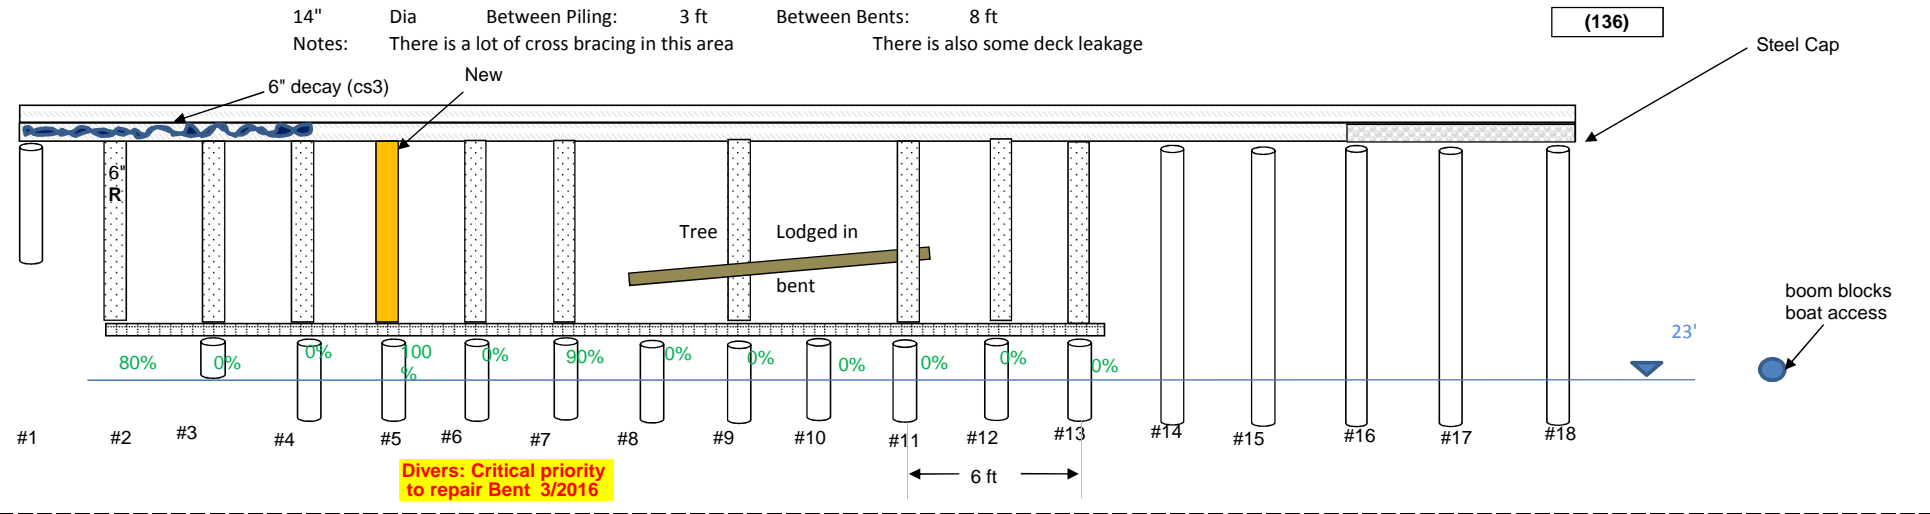 14" Dia Between Piling: 3 ft Between Bents: 8 ft
(136)
Notes: There is a lot of cross bracing in this area There is also some deck leakage
Steel Cap
New
6" decay (cs3)
6"
R
Tree Lodged in
bent
boom blocks
boat access
23'
80% 0% 0% 100 0% 90% 0% 0% 0% 0% 0% 0%
%
#1 #2 #3 #4 #5 #6 #7 #8 #9 #10 #11 #12 #13 #14 #15 #16 #17 #18
Divers: Critical priority
to repair Bent 3/2016
6 ft